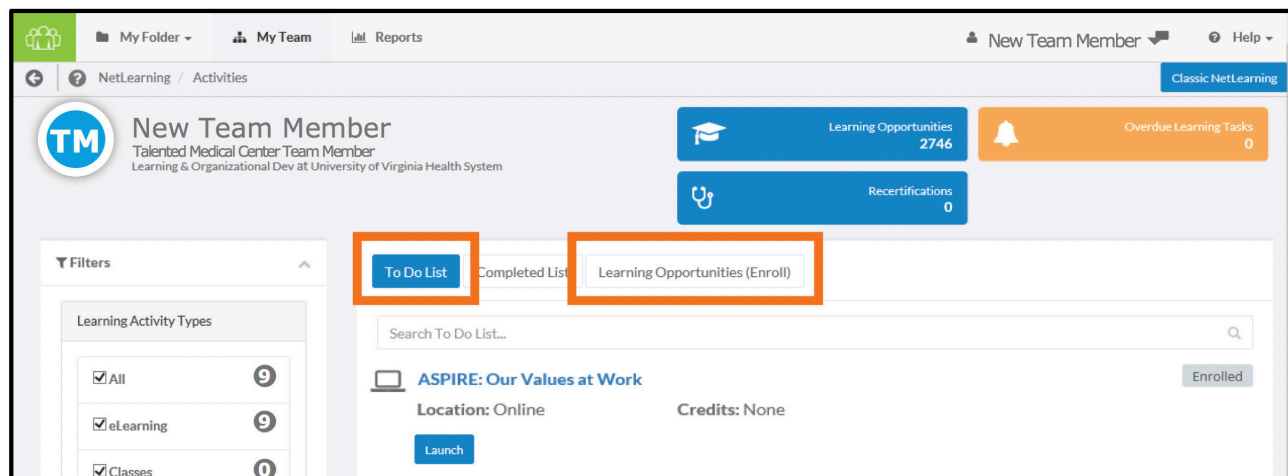 My Folder My Team Reports New Team Member Help
NetLearning / Activities Classic NetLearning
TM
New Team Member
Talented Medical Center Team Member
Learning & Organizational Dev at University of Virginia Health System
Learning Opportunities
2746
Overdue Learning Tasks
0
Recertifications
0
Filters
Learning Activity Types
All 9
eLearning 9
Classes 0
To Do List Completed List Learning Opportunities (Enroll)
Search To Do List...
ASPIRE: Our Values at Work Enrolled
Location: Online Credits: None
Launch